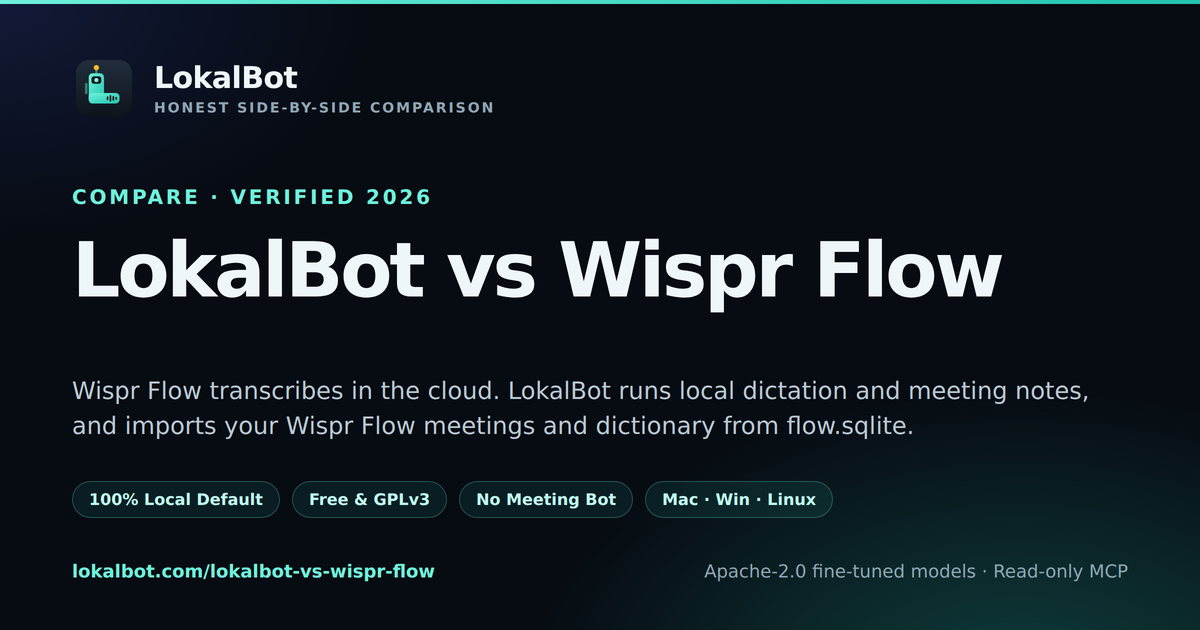 LokalBot
HONEST SIDE-BY-SIDE COMPARISON
COMPARE · VERIFIED 2026
LokalBot vs Wispr Flow
Wispr Flow transcribes in the cloud. LokalBot runs local dictation and meeting notes,
and imports your Wispr Flow meetings and dictionary from flow.sqlite.
100% Local Default
Free & GPLv3
No Meeting Bot
Mac · Win · Linux
lokalbot.com/lokalbot-vs-wispr-flow
Apache-2.0 fine-tuned models · Read-only MCP